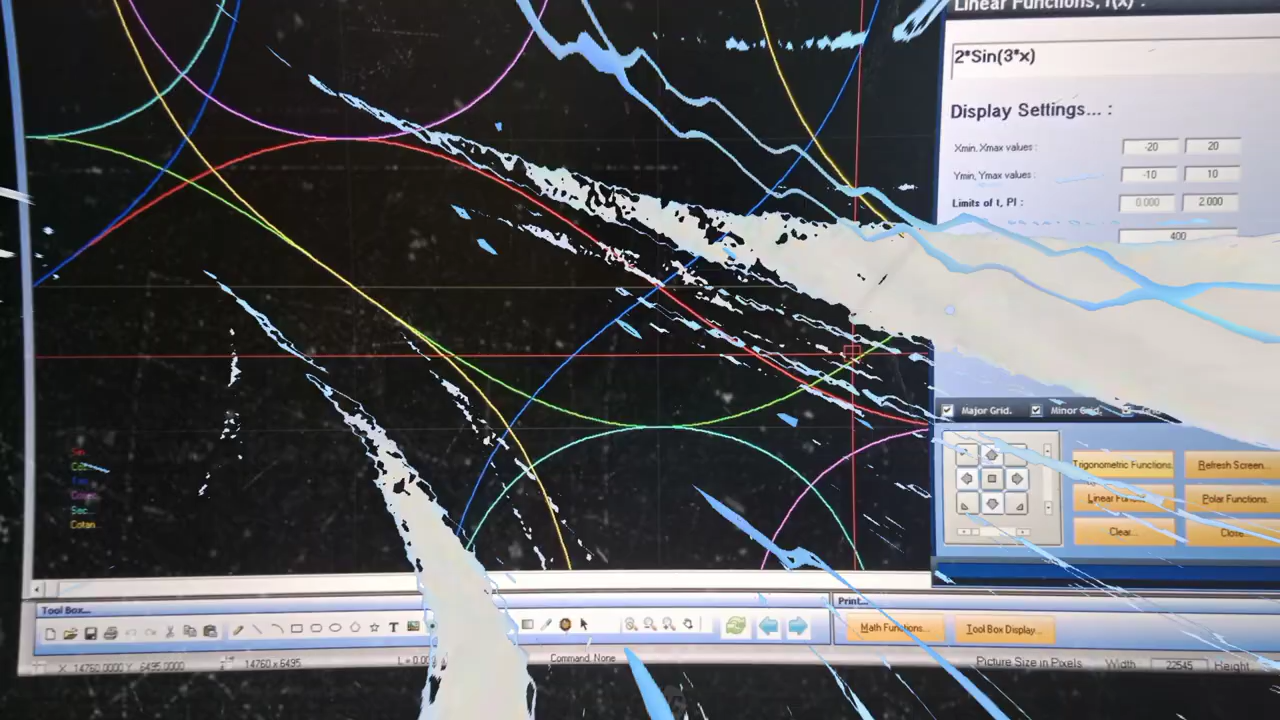 Linear Functions, f(x) :
2*Sin(3*x)
Display Settings... :
Xmin, Xmax values : -20 20
Ymin, Ymax values : -10 10
Limits of t, PI : 0.000 2.000
400
Major Grid. Minor Grid.
Trigonometric Functions. Refresh Screen...
Polar Functions.
Clear...
Sec...
Cotan
Tool Box...
Print...
Math Functions... Tool Box Display...
X 14760.0000 Y 6495.0000 14760 x 6495 Command: None Picture Size in Pixels Width 22545 Height